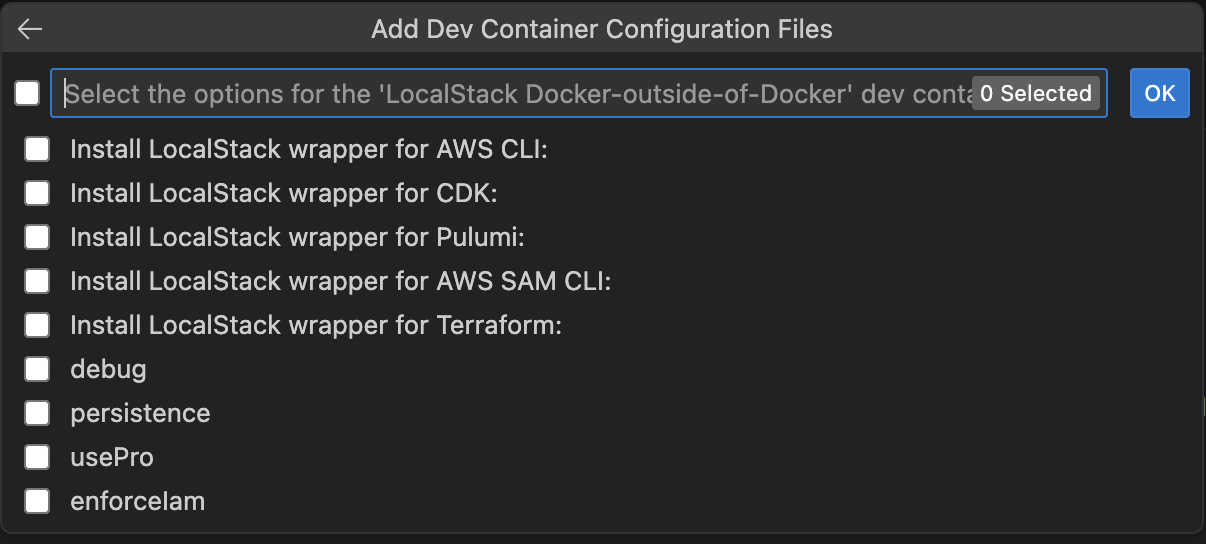 Add Dev Container Configuration Files
Select the options for the 'LocalStack Docker-outside-of-Docker' dev conta 0 Selected OK
Install LocalStack wrapper for AWS CLI:
Install LocalStack wrapper for CDK:
Install LocalStack wrapper for Pulumi:
Install LocalStack wrapper for AWS SAM CLI:
Install LocalStack wrapper for Terraform:
debug
persistence
usePro
enforceIam